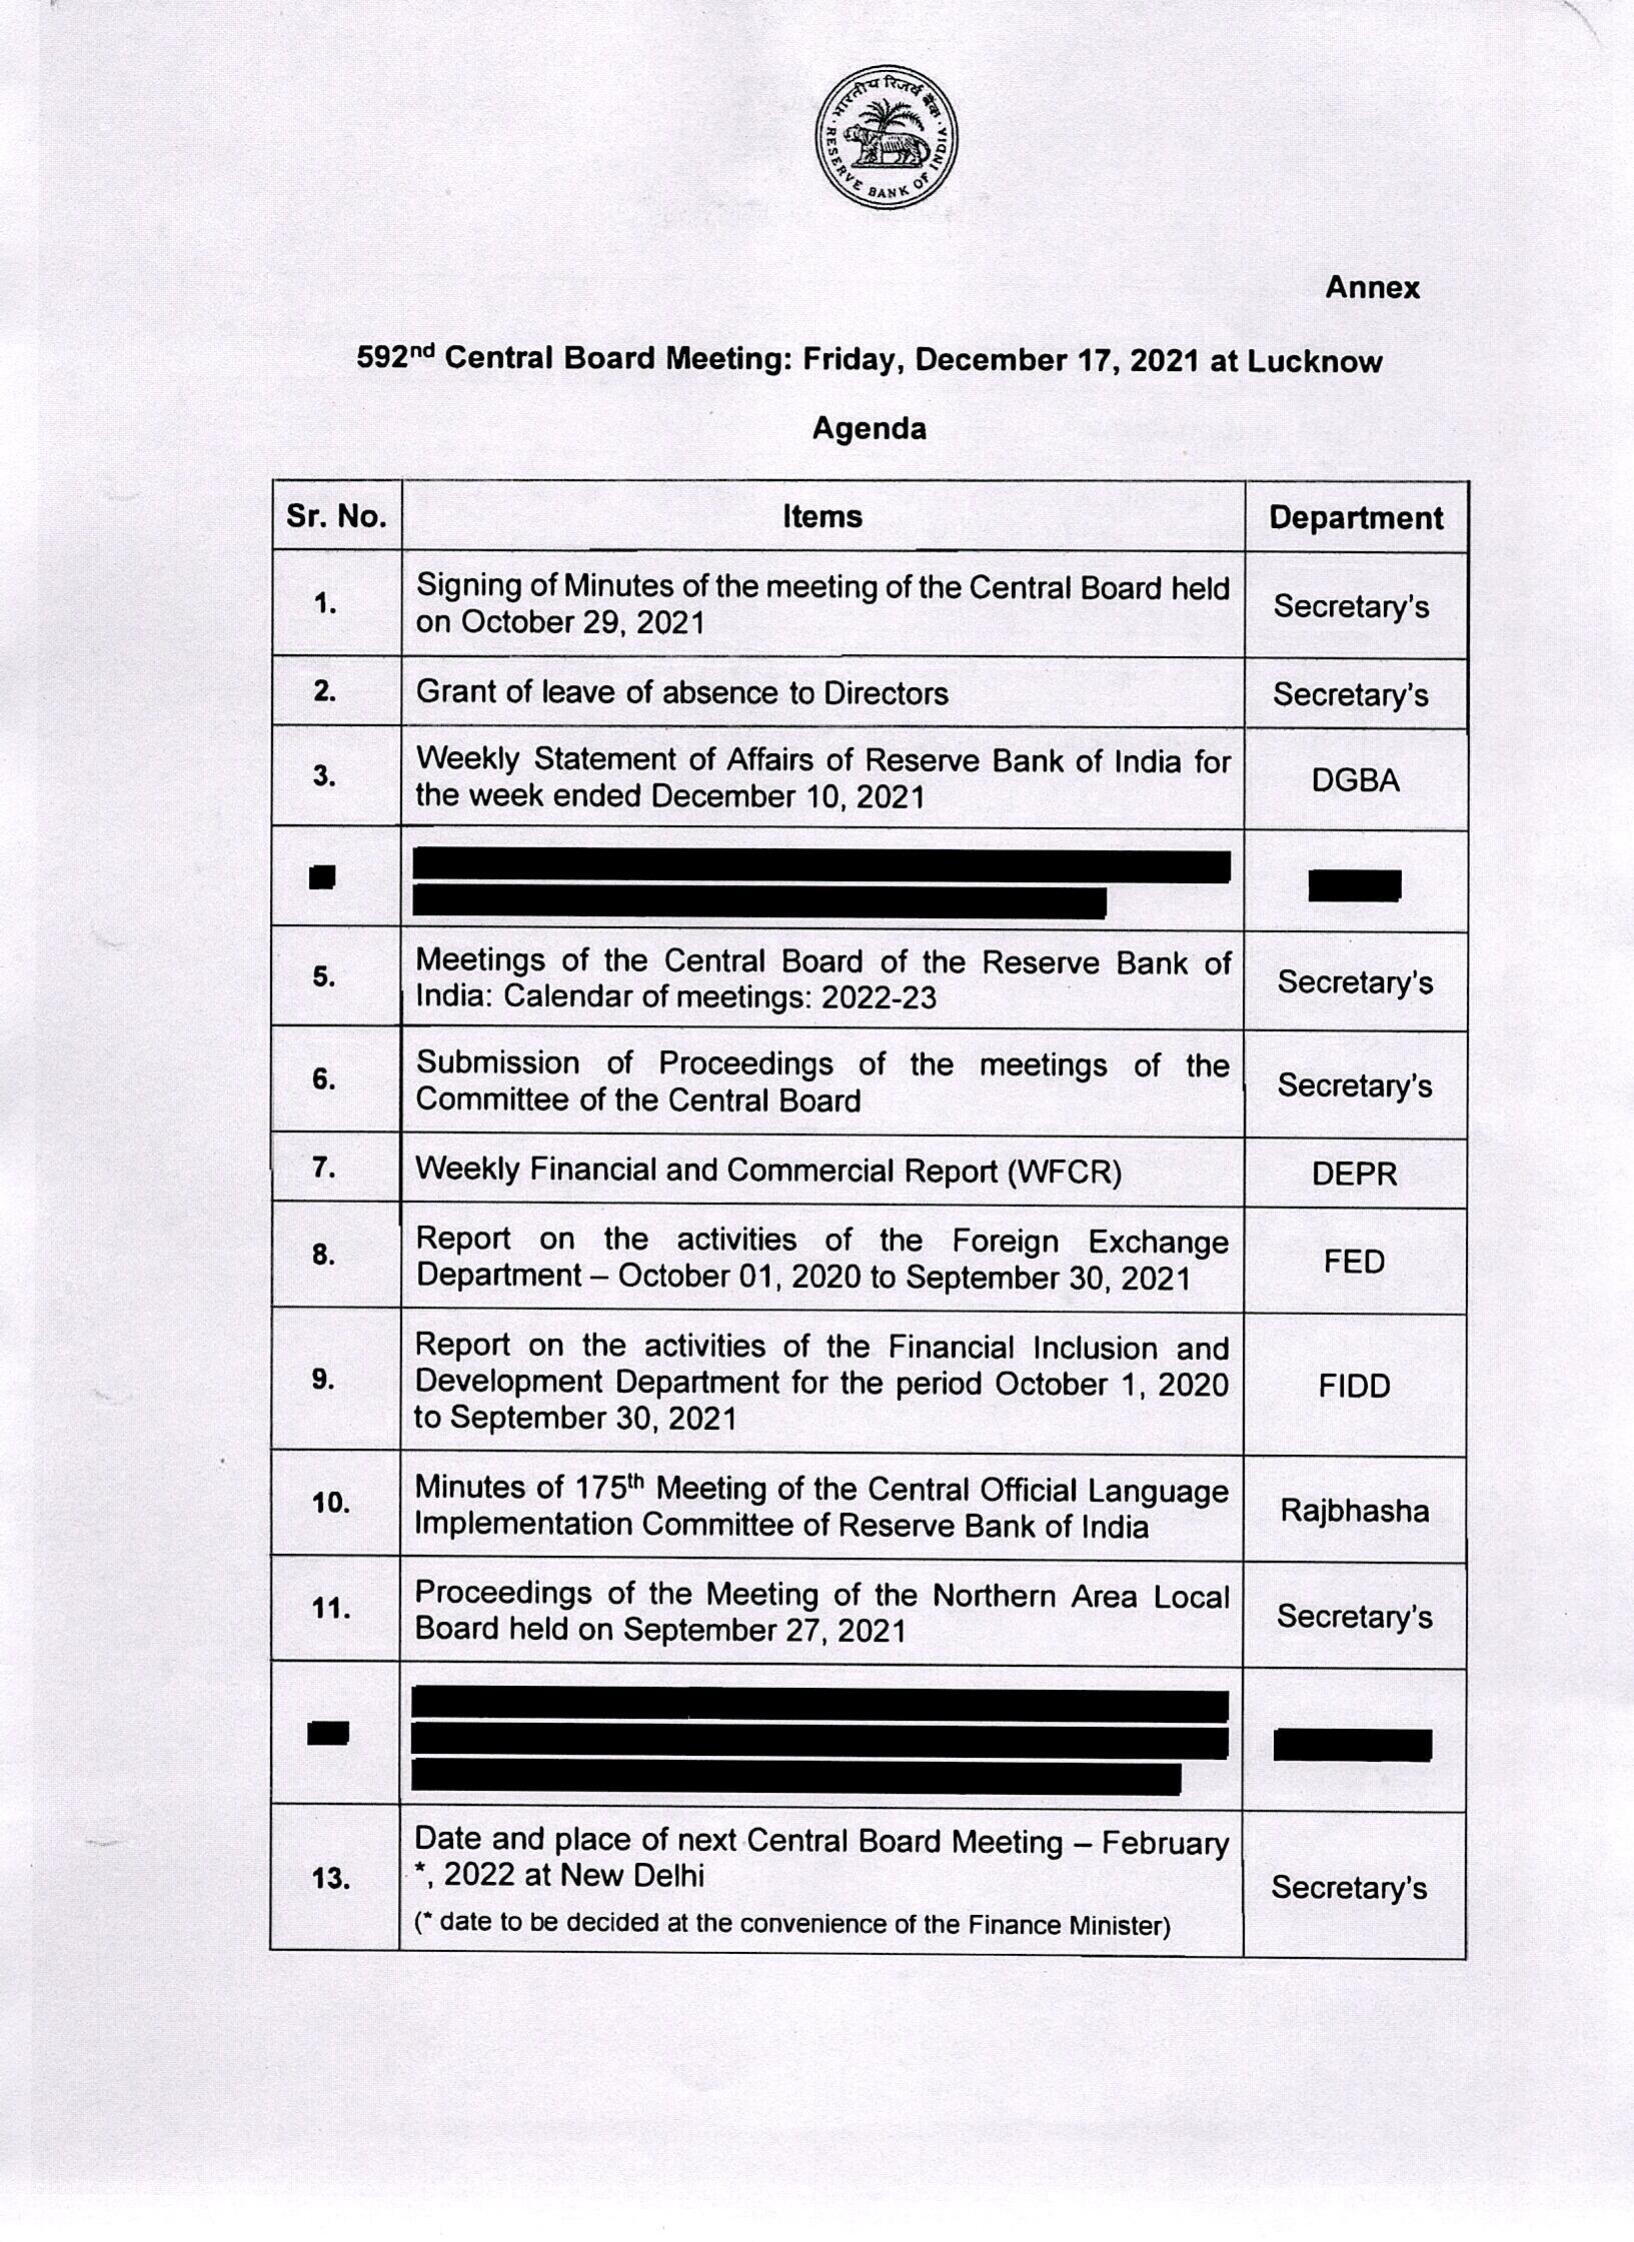 भारतीय रिज़र्व बैंक
RESERVE BANK OF INDIA
Annex
592nd Central Board Meeting: Friday, December 17, 2021 at Lucknow
Agenda
Sr. No. Items Department
1. Signing of Minutes of the meeting of the Central Board held
on October 29, 2021 Secretary's
2. Grant of leave of absence to Directors Secretary's
3. Weekly Statement of Affairs of Reserve Bank of India for
the week ended December 10, 2021 DGBA
5. Meetings of the Central Board of the Reserve Bank of
India: Calendar of meetings: 2022-23 Secretary's
6. Submission of Proceedings of the meetings of the
Committee of the Central Board Secretary's
7. Weekly Financial and Commercial Report (WFCR) DEPR
8. Report on the activities of the Foreign Exchange
Department – October 01, 2020 to September 30, 2021 FED
9. Report on the activities of the Financial Inclusion and
Development Department for the period October 1, 2020 FIDD
to September 30, 2021
10. Minutes of 175th Meeting of the Central Official Language
Implementation Committee of Reserve Bank of India Rajbhasha
11. Proceedings of the Meeting of the Northern Area Local
Board held on September 27, 2021 Secretary's
13. Date and place of next Central Board Meeting – February
*, 2022 at New Delhi Secretary's
(* date to be decided at the convenience of the Finance Minister)